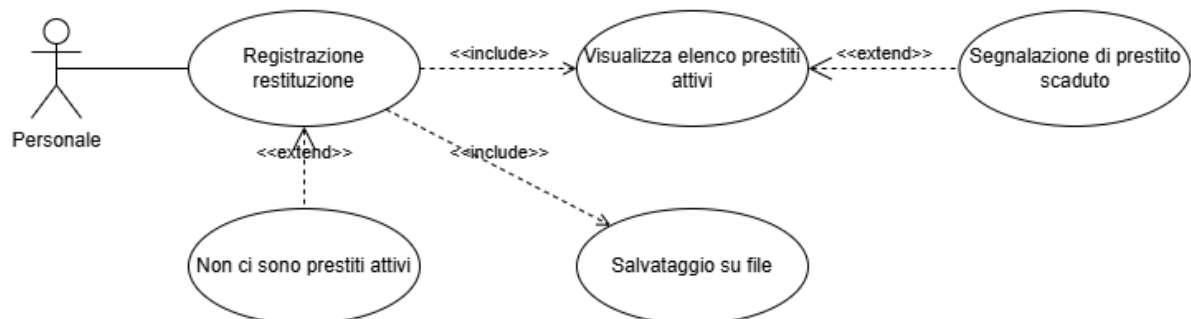 Registrazione
restituzione
<<include>>
Visualizza elenco prestiti
attivi
<<extend>>
Segnalazione di prestito
scaduto
Personale
<<extend>>
<<include>>
Non ci sono prestiti attivi
Salvataggio su file